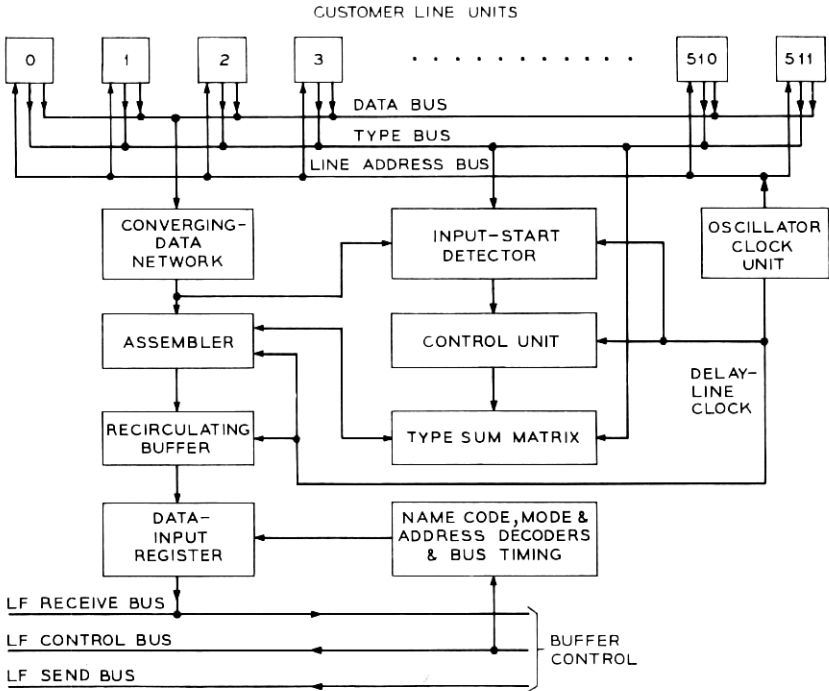 CUSTOMER LINE UNITS
0 1 2 3 . . . . . . . . . . . . 510 511
DATA BUS
TYPE BUS
LINE ADDRESS BUS
CONVERGING-
DATA
NETWORK
INPUT-START
DETECTOR
OSCILLATOR
CLOCK
UNIT
ASSEMBLER
CONTROL UNIT
DELAY-
LINE
CLOCK
RECIRCULATING
BUFFER
TYPE SUM MATRIX
DATA-
INPUT
REGISTER
NAME CODE, MODE &
ADDRESS DECODERS
& BUS TIMING
LF RECEIVE BUS
LF CONTROL BUS
LF SEND BUS
BUFFER
CONTROL